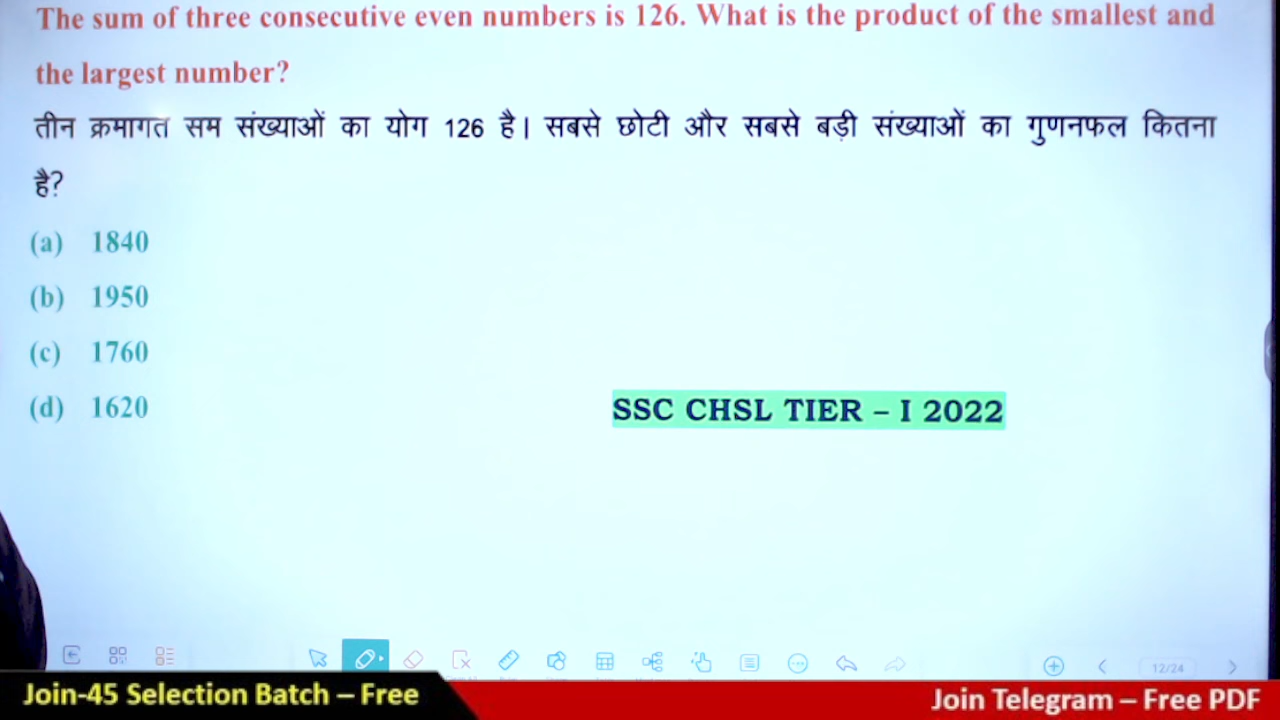 The sum of three consecutive even numbers is 126. What is the product of the smallest and
the largest number?
तीन क्रमागत सम संख्याओं का योग 126 है। सबसे छोटी और सबसे बड़ी संख्याओं का गुणनफल कितना
है?
(a) 1840
(b) 1950
(c) 1760
(d) 1620
SSC CHSL TIER – I 2022
12/24
Join-45 Selection Batch – Free
Join Telegram – Free PDF